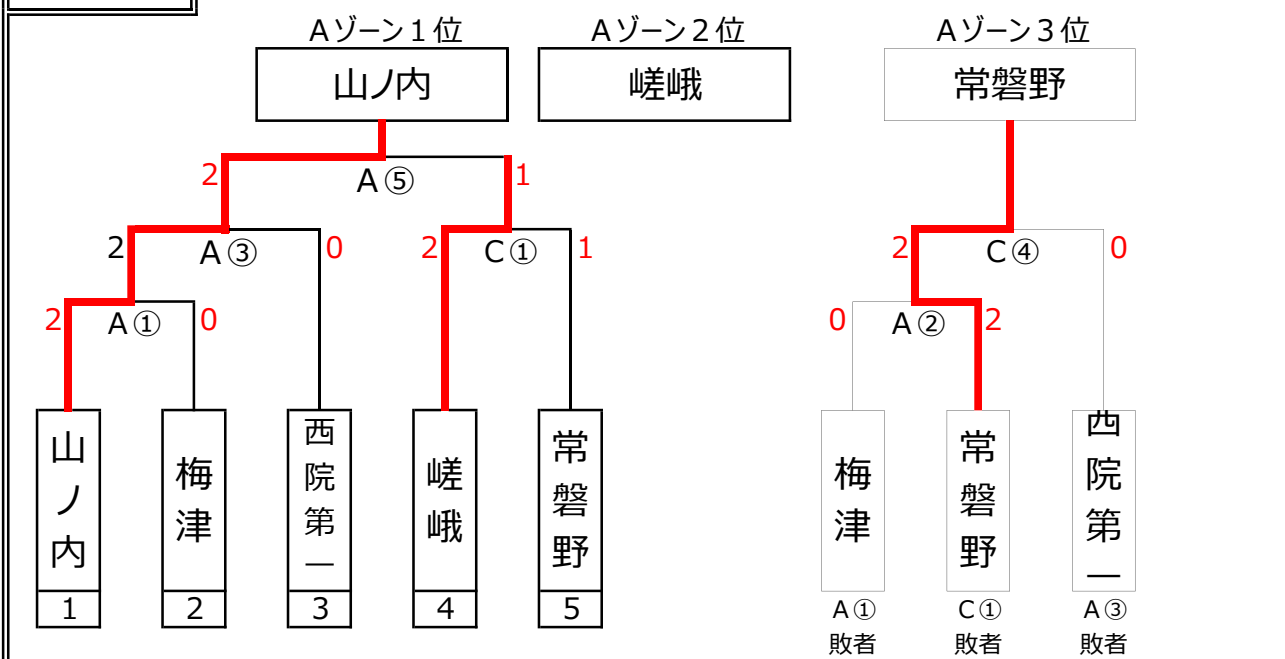 Aゾーン1位
Aゾーン2位
Aゾーン3位
山ノ内
嵯峨
常磐野
2
A⑤
1
2
A③
0
2
C①
1
2
C④
0
2
A①
0
0
A②
2
山ノ内
梅津
西院第一
嵯峨
常磐野
梅津
常磐野
西院第一
1
2
3
4
5
A①
C①
A③
敗者
敗者
敗者